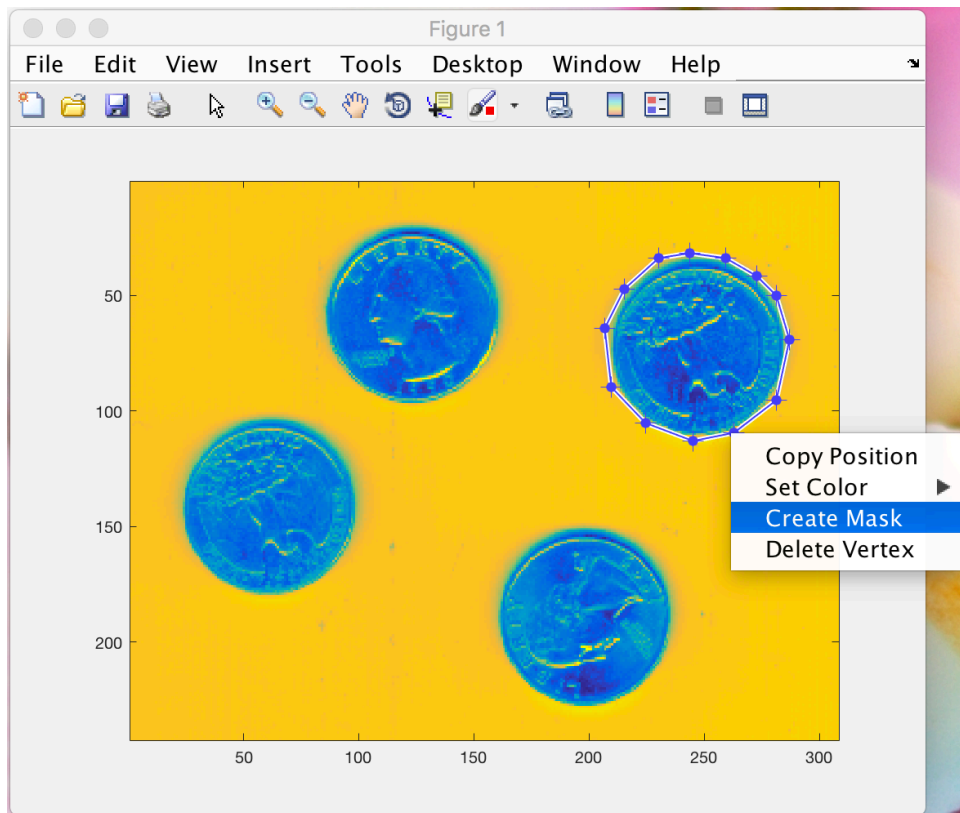 Figure 1
File Edit View Insert Tools Desktop Window Help
50
100
150
200
50 100 150 200 250 300
Copy Position
Set Color
Create Mask
Delete Vertex
LIBERTY